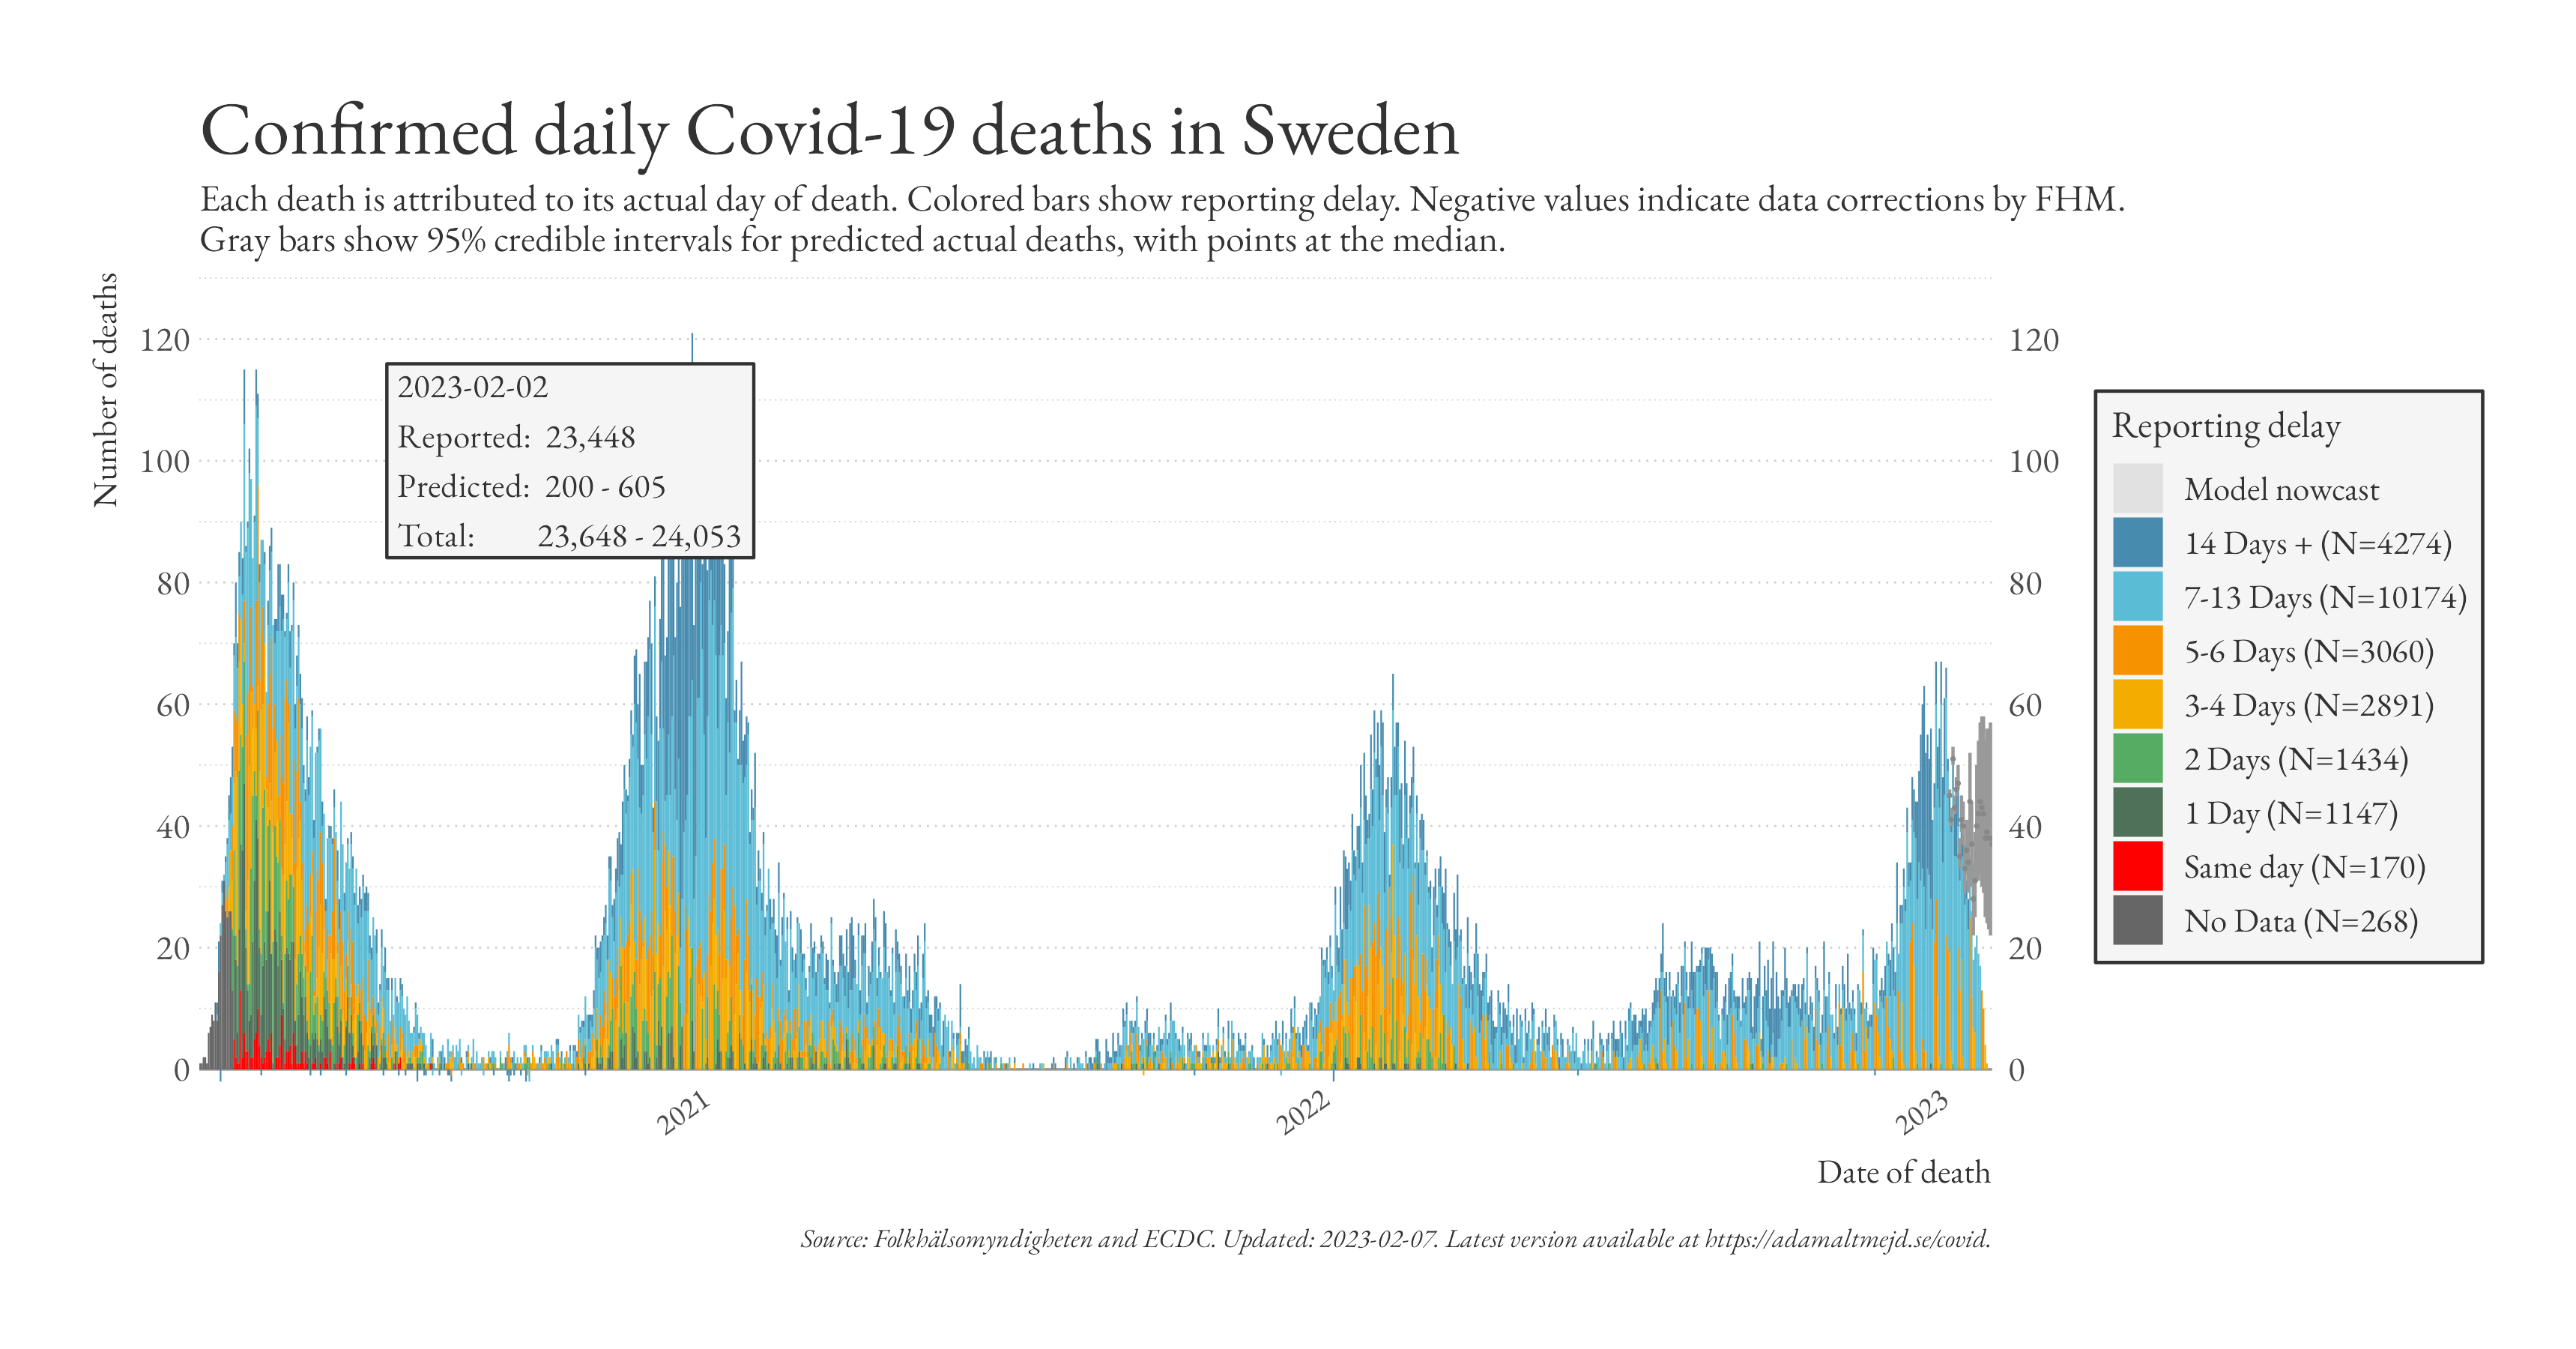 Confirmed daily Covid-19 deaths in Sweden
Each death is attributed to its actual day of death. Colored bars show reporting delay. Negative values indicate data corrections by FHM.
Gray bars show 95% credible intervals for predicted actual deaths, with points at the median.
Number of deaths
120
100
80
60
40
20
0
2023-02-02
Reported: 23,448
Predicted: 200 - 605
Total: 23,648 - 24,053
120
100
80
60
40
20
0
Reporting delay
Model nowcast
14 Days + (N=4274)
7-13 Days (N=10174)
5-6 Days (N=3060)
3-4 Days (N=2891)
2 Days (N=1434)
1 Day (N=1147)
Same day (N=170)
No Data (N=268)
2021
2022
2023
Date of death
Source: Folkhälsomyndigheten and ECDC. Updated: 2023-02-07. Latest version available at https://adamaltmejd.se/covid.